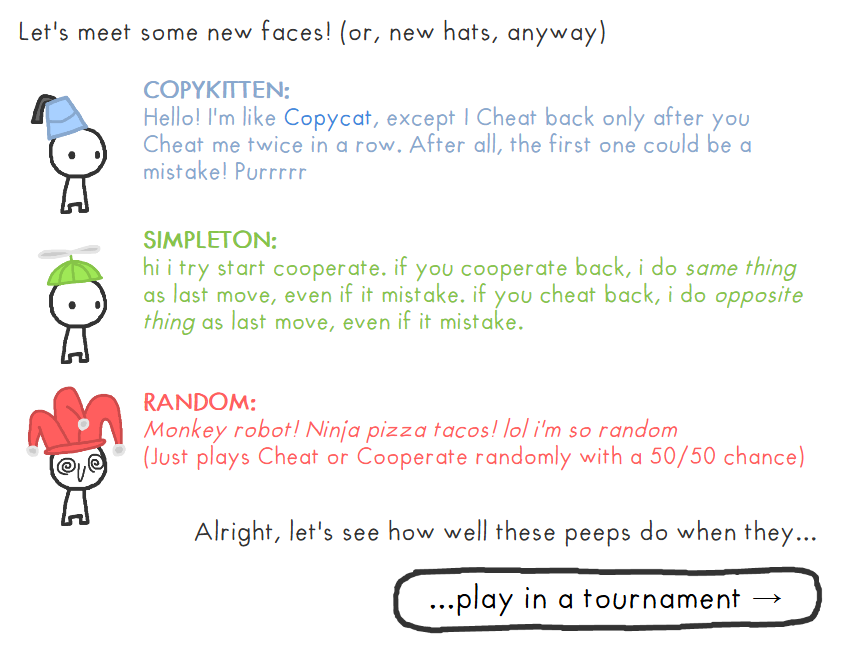 Let's meet some new faces! (or, new hats, anyway)
COPYKITTEN:
Hello! I'm like Copycat, except I Cheat back only after you
Cheat me twice in a row. After all, the first one could be a
mistake! Purrrrr
SIMPLETON:
hi i try start cooperate. if you cooperate back, i do same thing
as last move, even if it mistake. if you cheat back, i do opposite
thing as last move, even if it mistake.
RANDOM:
Monkey robot! Ninja pizza tacos! lol i'm so random
(Just plays Cheat or Cooperate randomly with a 50/50 chance)
Alright, let's see how well these peeps do when they...
...play in a tournament →